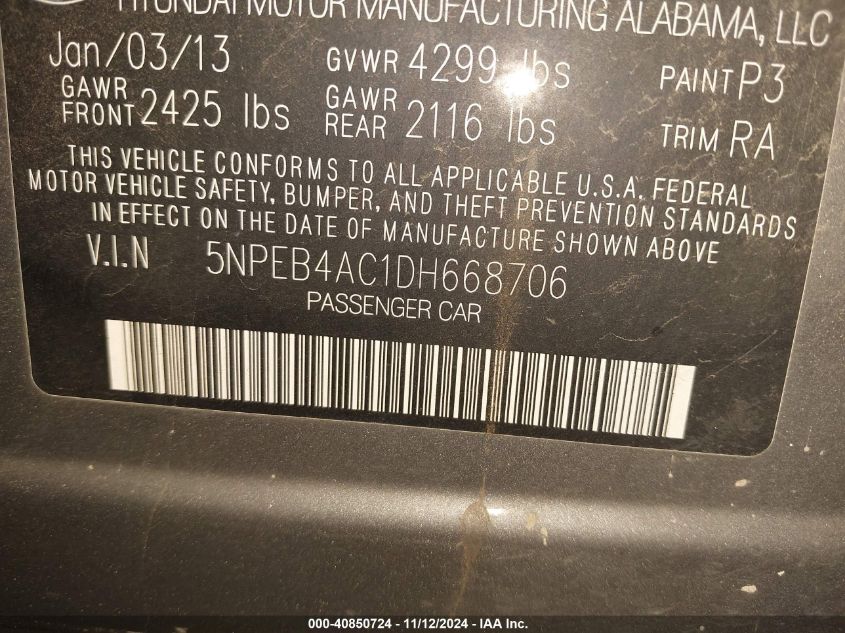 HYUNDAI MOTOR MANUFACTURING ALABAMA, LLC
Jan/03/13 GVWR 4299 lbs PAINT P3
GAWR FRONT 2425 lbs GAWR REAR 2116 lbs TRIM RA
THIS VEHICLE CONFORMS TO ALL APPLICABLE U.S.A. FEDERAL
MOTOR VEHICLE SAFETY, BUMPER, AND THEFT PREVENTION STANDARDS
IN EFFECT ON THE DATE OF MANUFACTURE SHOWN ABOVE
V.I.N 5NPEB4AC1DH668706
PASSENGER CAR
000-40850724 - 11/12/2024 - IAA Inc.